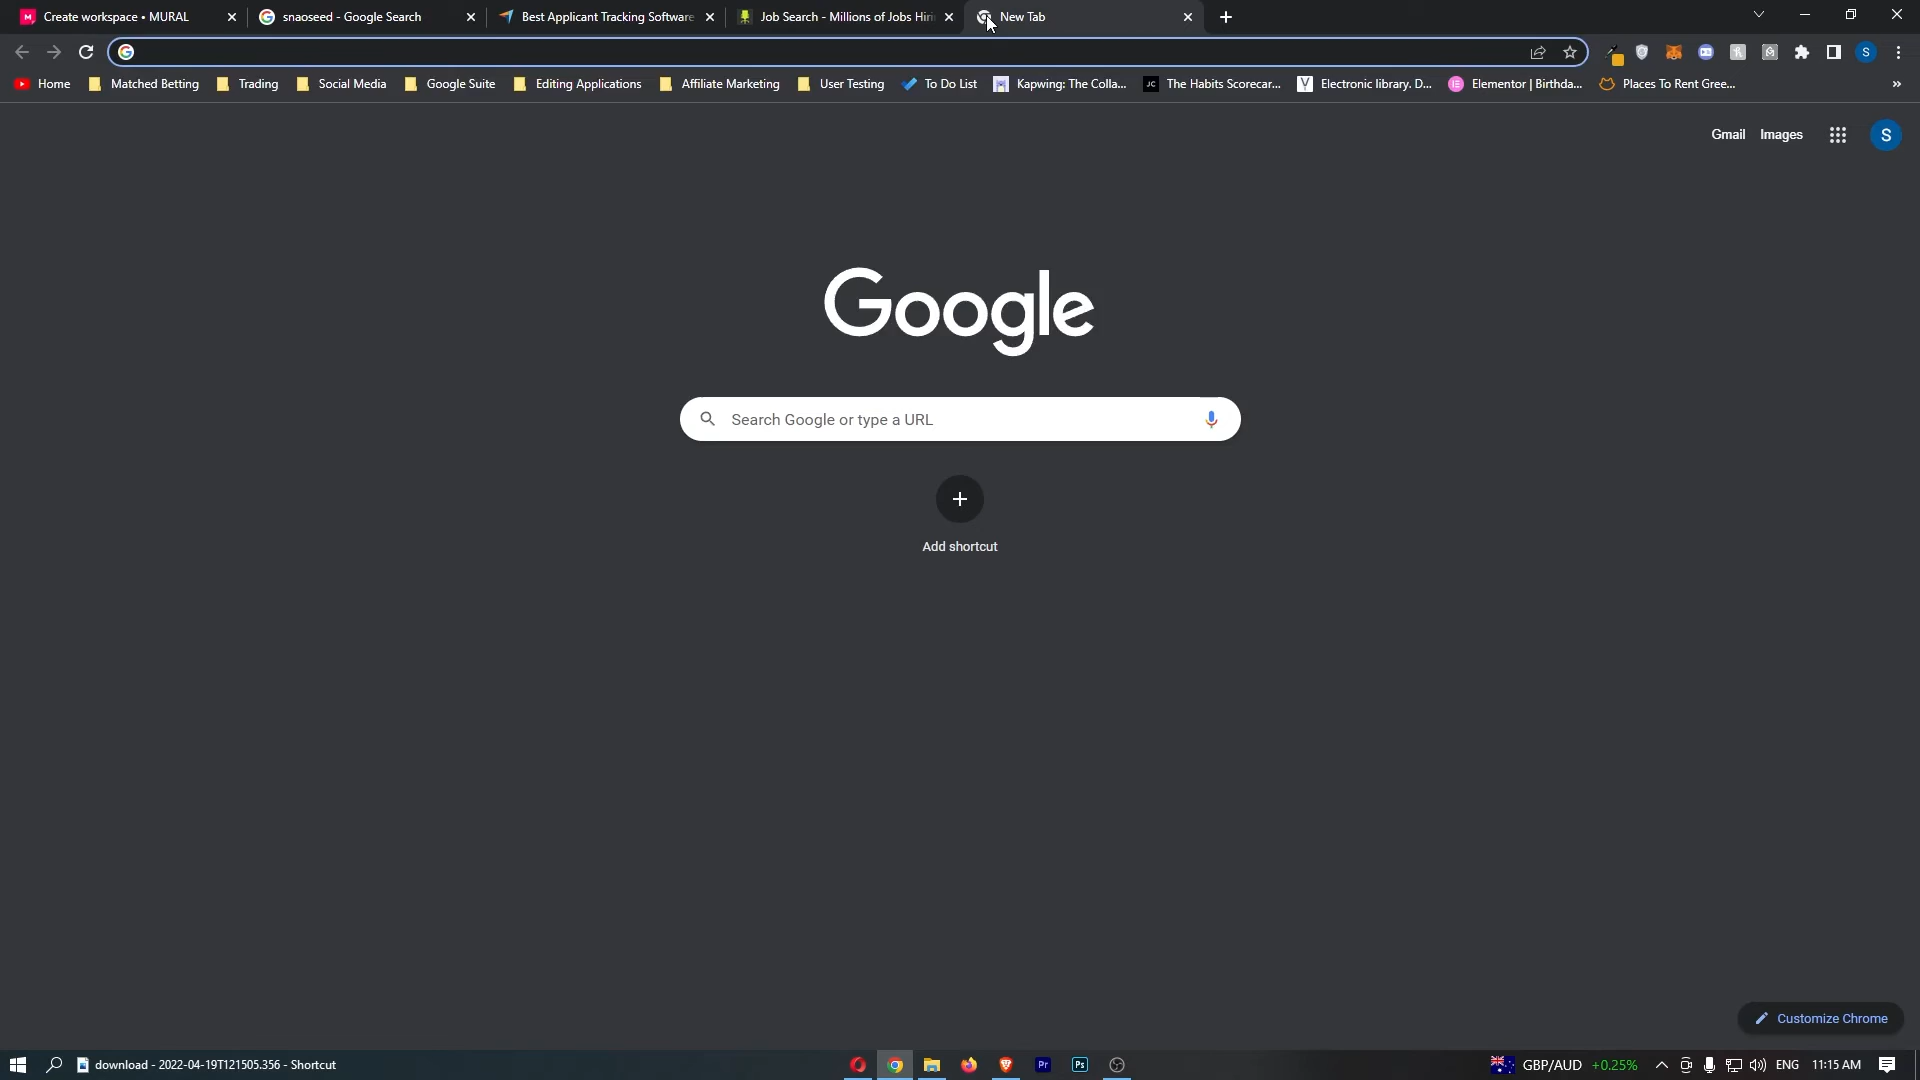 Create workspace • MURAL
snaoseed - Google Search
Best Applicant Tracking Software
Job Search - Millions of Jobs Hiri
New Tab
Home
Matched Betting
Trading
Social Media
Google Suite
Editing Applications
Affiliate Marketing
User Testing
To Do List
Kapwing: The Colla...
JC The Habits Scorecar...
Electronic library. D...
Elementor | Birthda...
Places To Rent Gree...
»
Gmail Images S
Google
Search Google or type a URL
Add shortcut
Customize Chrome
download - 2022-04-19T121505.356 - Shortcut
Pr
Ps
GBP/AUD +0.25%
ENG
11:15 AM